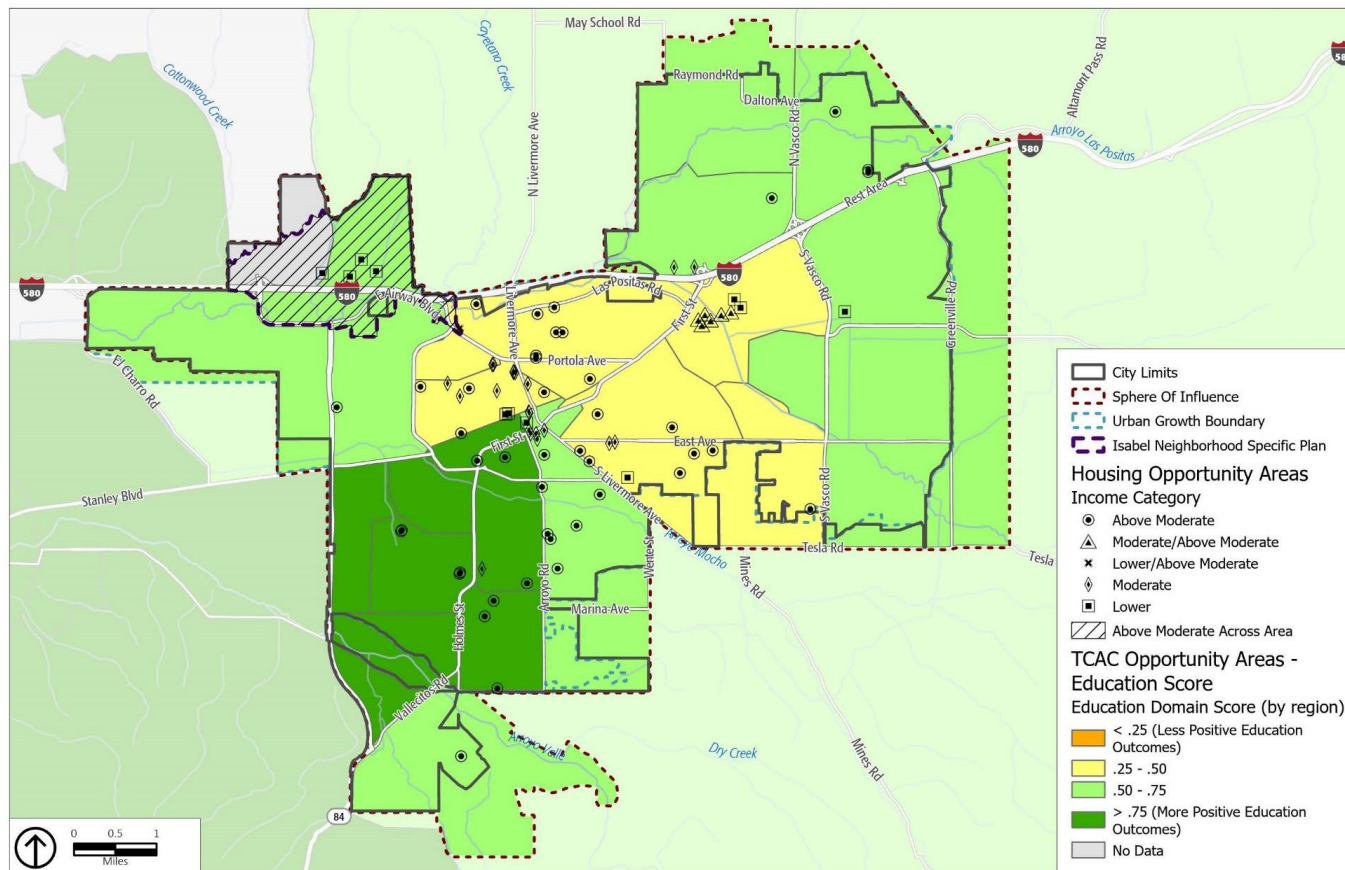 May School Rd
Altamont Pass Rd
580
Cayetano Creek
Cottonwood Creek
Raymond Rd
Dalton Ave
N Livermore Ave
N Vasco Rd
Arroyo Las Positas
580
Rest Area
580
580
580
E Airway Blvd
Las Positas Rd
S Vasco Rd
First St
Livermore Ave
Greenville Rd
El Charro Rd
Portola Ave
First St
East Ave
Stanley Blvd
S Livermore Ave
S Vasco Rd
Arroyo Mocho
Tesla Rd
Tesla
Wente St
Mines Rd
Arroyo Rd
Holmes St
Marina Ave
Vallecitos Rd
Arroyo Valle
Dry Creek
Mines Rd
84
0 0.5 1
Miles
City Limits
Sphere Of Influence
Urban Growth Boundary
Isabel Neighborhood Specific Plan
Housing Opportunity Areas
Income Category
Above Moderate
Moderate/Above Moderate
Lower/Above Moderate
Moderate
Lower
Above Moderate Across Area
TCAC Opportunity Areas -
Education Score
Education Domain Score (by region)
< .25 (Less Positive Education
Outcomes)
.25 - .50
.50 - .75
> .75 (More Positive Education
Outcomes)
No Data